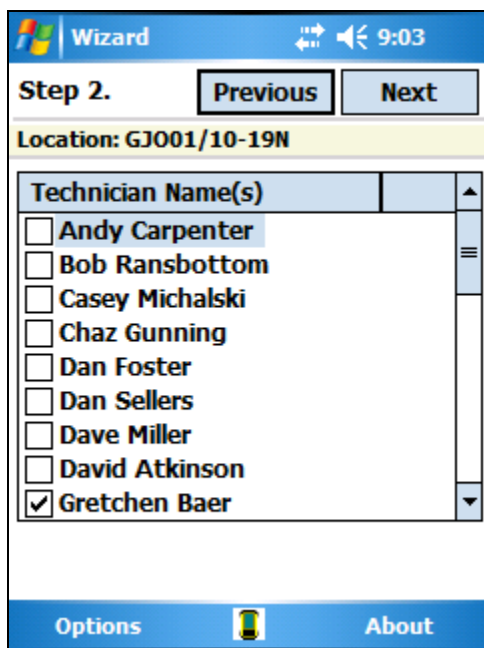 Wizard 9:03
Step 2. Previous Next
Location: GJO01/10-19N
Technician Name(s)
Andy Carpenter
Bob Ransbottom
Casey Michalski
Chaz Gunning
Dan Foster
Dan Sellers
Dave Miller
David Atkinson
Gretchen Baer
Options About